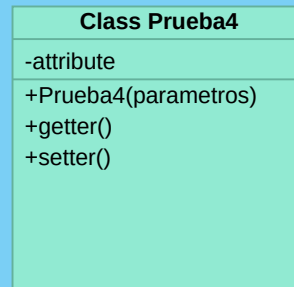 Class Prueba4
-attribute
+Prueba4(parametros)
+getter()
+setter()